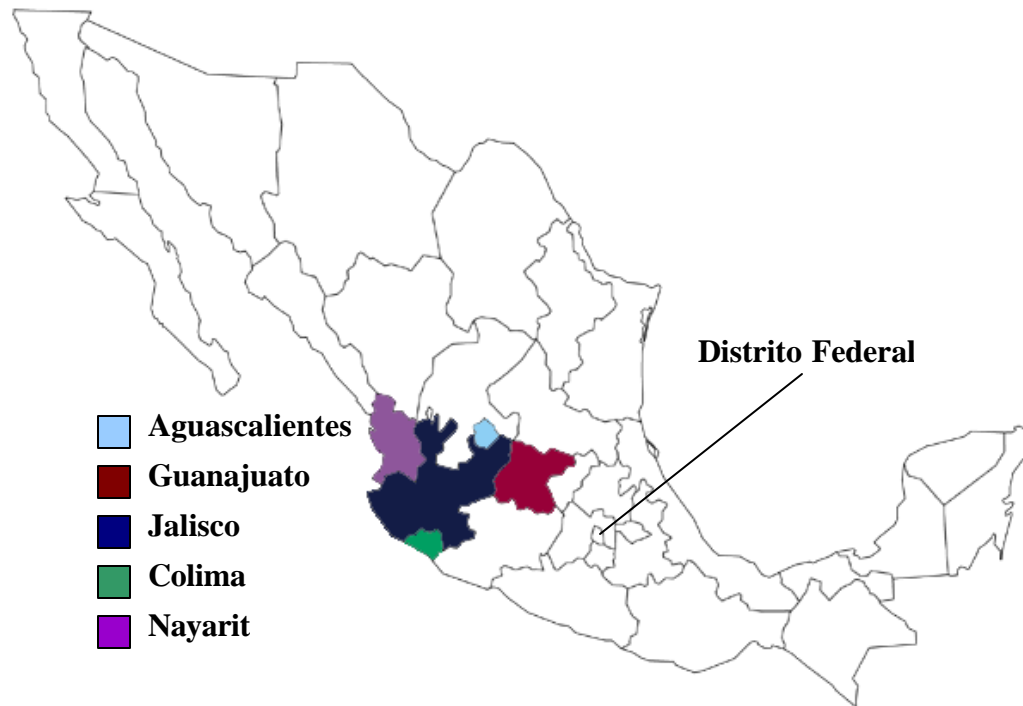 Distrito Federal
Aguascalientes
Guanajuato
Jalisco
Colima
Nayarit